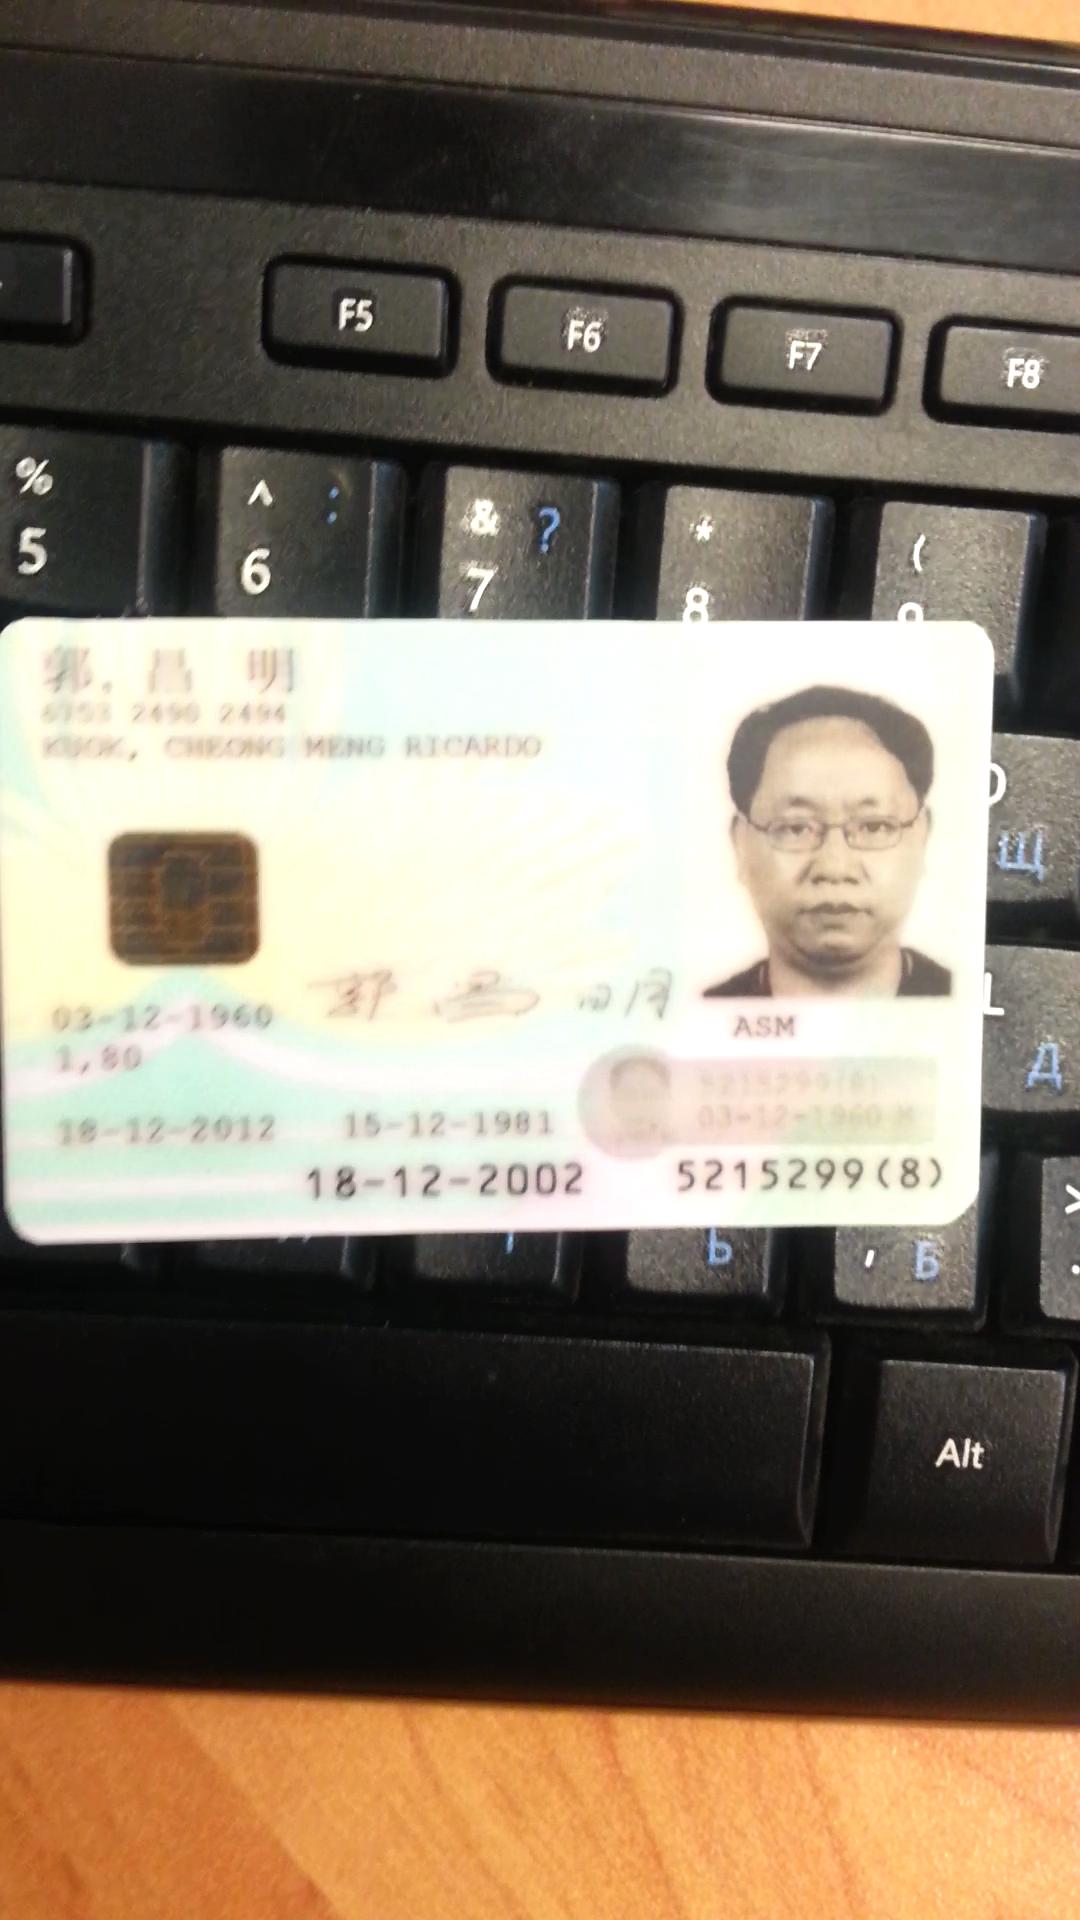 F5 F6 F7 F8
% ^ : & ? * (
5 6 7 8 9
郭, 昌 明
6753 2490 2494
KUOK, CHEONG MENG RICARDO
O
Щ
郭 昌 明
L
03-12-1960
ASM
1,80
Д
5215299(8)
03-12-1960 M
18-12-2012 15-12-1981
18-12-2002 5215299(8)
>
Ь , Б .
Alt